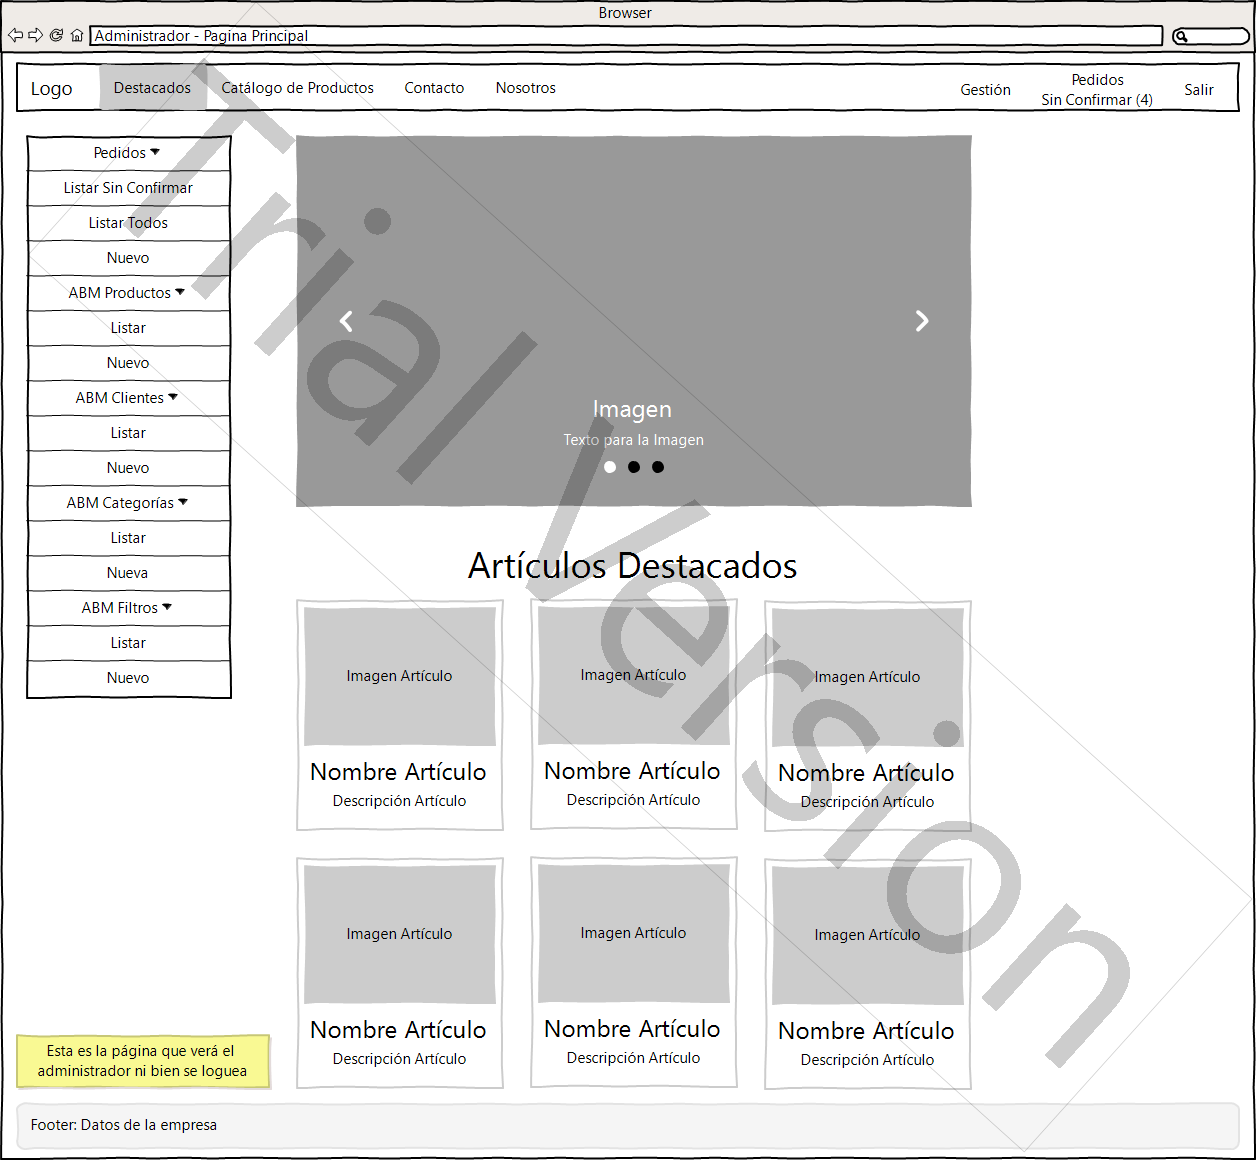 Browser
Administrador - Pagina Principal
Logo
Destacados
Catálogo de Productos
Contacto
Nosotros
Gestión
Pedidos
Sin Confirmar (4)
Salir
Pedidos
Listar Sin Confirmar
Listar Todos
Nuevo
ABM Productos
Listar
Nuevo
ABM Clientes
Listar
Nuevo
ABM Categorías
Listar
Nueva
ABM Filtros
Listar
Nuevo
Imagen
Texto para la Imagen
Artículos Destacados
Imagen Artículo
Nombre Artículo
Descripción Artículo
Imagen Artículo
Nombre Artículo
Descripción Artículo
Imagen Artículo
Nombre Artículo
Descripción Artículo
Imagen Artículo
Nombre Artículo
Descripción Artículo
Imagen Artículo
Nombre Artículo
Descripción Artículo
Imagen Artículo
Nombre Artículo
Descripción Artículo
Esta es la página que verá el
administrador ni bien se loguea
Footer: Datos de la empresa
Trial Version